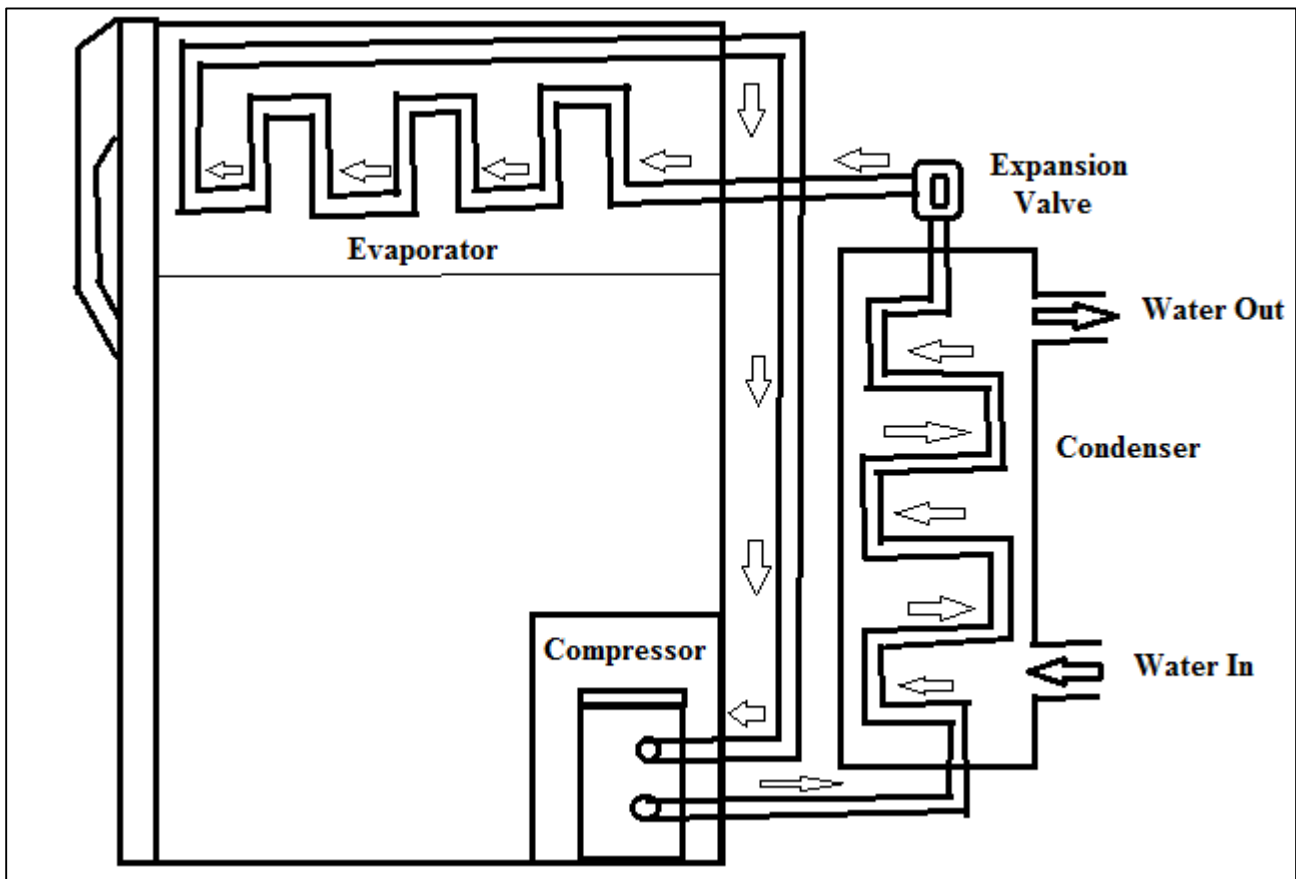 Expansion
Valve
Evaporator
Water Out
Condenser
Compressor
Water In